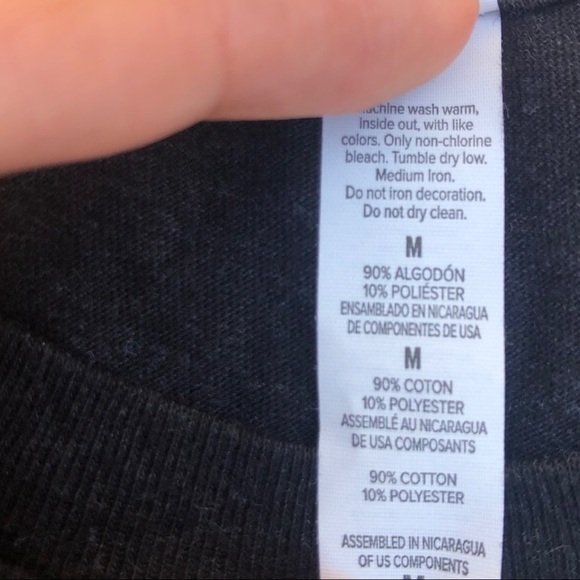 wash warm,
inside out, with like
colors. Only non-chlorine
bleach. Tumble dry low.
Medium Iron.
Do not iron decoration.
Do not dry clean.
M
90% ALGODÓN
10% POLIÉSTER
ENSAMBLADO EN NICARAGUA
DE COMPONENTES DE USA
M
90% COTON
10% POLYESTER
ASSEMBLÉ AU NICARAGUA
DE USA COMPOSANTS
90% COTTON
10% POLYESTER
ASSEMBLED IN NICARAGUA
OF US COMPONENTS